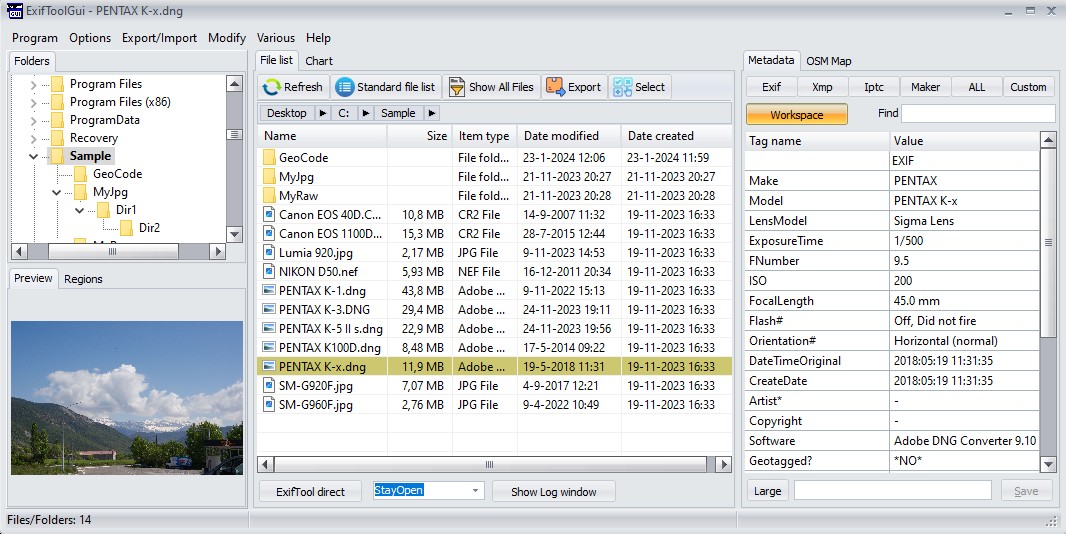 ExifToolGui - PENTAX K-x.dng
Program Options Export/Import Modify Various Help
Folders
Program Files
Program Files (x86)
ProgramData
Recovery
Sample
GeoCode
MyJpg
Dir1
Dir2
Preview Regions
File list Chart
Refresh Standard file list Show All Files Export Select
Desktop C: Sample
Name Size Item type Date modified Date created
GeoCode File fold... 23-1-2024 12:06 23-1-2024 11:59
MyJpg File fold... 21-11-2023 20:27 21-11-2023 20:27
MyRaw File fold... 21-11-2023 20:28 21-11-2023 20:28
Canon EOS 40D.C... 10,8 MB CR2 File 14-9-2007 11:32 19-11-2023 16:33
Canon EOS 1100D... 15,3 MB CR2 File 28-7-2015 12:44 19-11-2023 16:33
Lumia 920.jpg 2,17 MB JPG File 9-11-2023 14:53 19-11-2023 16:33
NIKON D50.nef 5,93 MB NEF File 16-12-2011 20:34 19-11-2023 16:33
PENTAX K-1.dng 43,8 MB Adobe ... 9-11-2022 15:13 19-11-2023 16:33
PENTAX K-3.DNG 29,4 MB Adobe ... 24-11-2023 19:11 19-11-2023 16:33
PENTAX K-5 II s.dng 22,9 MB Adobe ... 24-11-2023 19:56 19-11-2023 16:33
PENTAX K100D.dng 8,48 MB Adobe ... 17-5-2014 09:22 19-11-2023 16:33
PENTAX K-x.dng 11,9 MB Adobe ... 19-5-2018 11:31 19-11-2023 16:33
SM-G920F.jpg 7,07 MB JPG File 4-9-2017 12:21 19-11-2023 16:33
SM-G960F.jpg 2,76 MB JPG File 9-4-2022 10:49 19-11-2023 16:33
ExifTool direct StayOpen Show Log window
Metadata OSM Map
Exif Xmp Iptc Maker ALL Custom
Workspace Find
Tag name Value
EXIF
Make PENTAX
Model PENTAX K-x
LensModel Sigma Lens
ExposureTime 1/500
FNumber 9.5
ISO 200
FocalLength 45.0 mm
Flash# Off, Did not fire
Orientation# Horizontal (normal)
DateTimeOriginal 2018:05:19 11:31:35
CreateDate 2018:05:19 11:31:35
Artist* -
Copyright -
Software Adobe DNG Converter 9.10
Geotagged? *NO*
Large Save
Files/Folders: 14